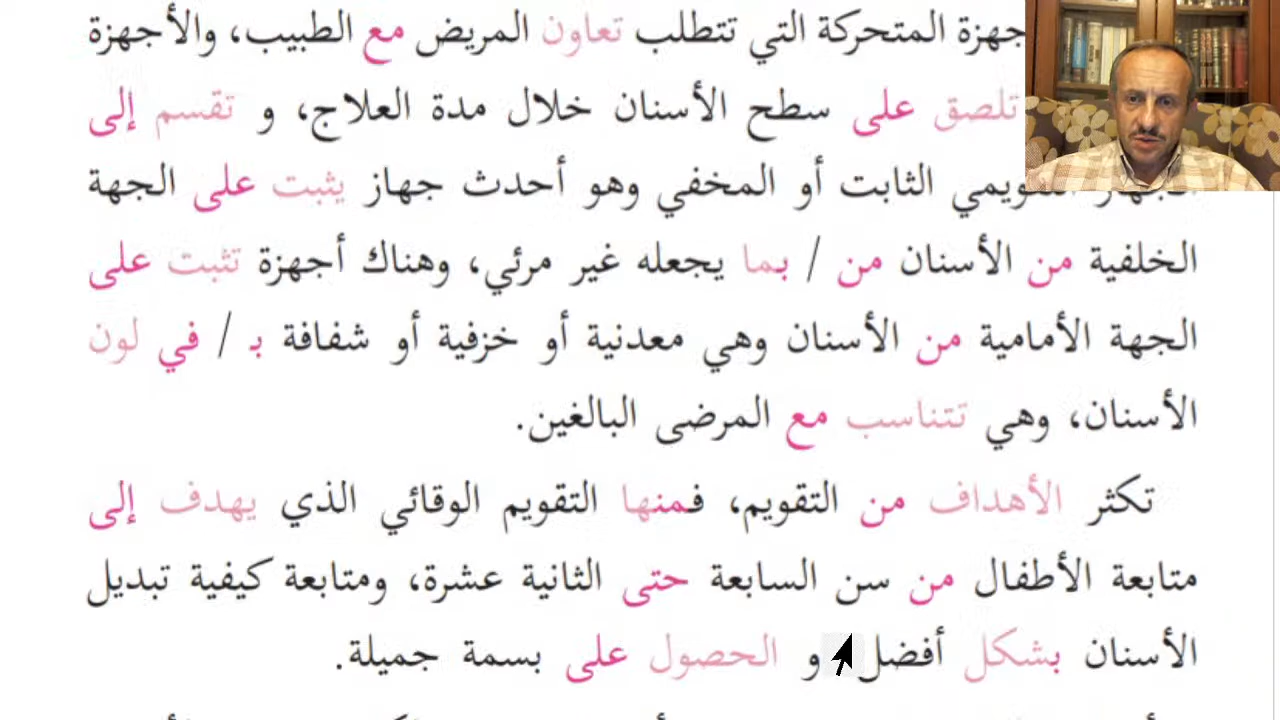 جهزة المتحركة التي تتطلب تعاون المريض مع الطبيب، والأجهزة
تلصق على سطح الأسنان خلال مدة العلاج، و تقسم إلى
الثابت أو المخفي وهو أحدث جهاز يثبت على الجهة
الخلفية من الأسنان من / بما يجعله غير مرئي، وهناك أجهزة تثبت على
الجهة الأمامية من الأسنان وهي معدنية أو خزفية أو شفافة بـ / في لون
الأسنان، وهي تتناسب مع المرضى البالغين.
تكثر الأهداف من التقويم، فمنها التقويم الوقائي الذي يهدف إلى
متابعة الأطفال من سن السابعة حتى الثانية عشرة، ومتابعة كيفية تبديل
الأسنان بشكل أفضل و الحصول على بسمة جميلة.